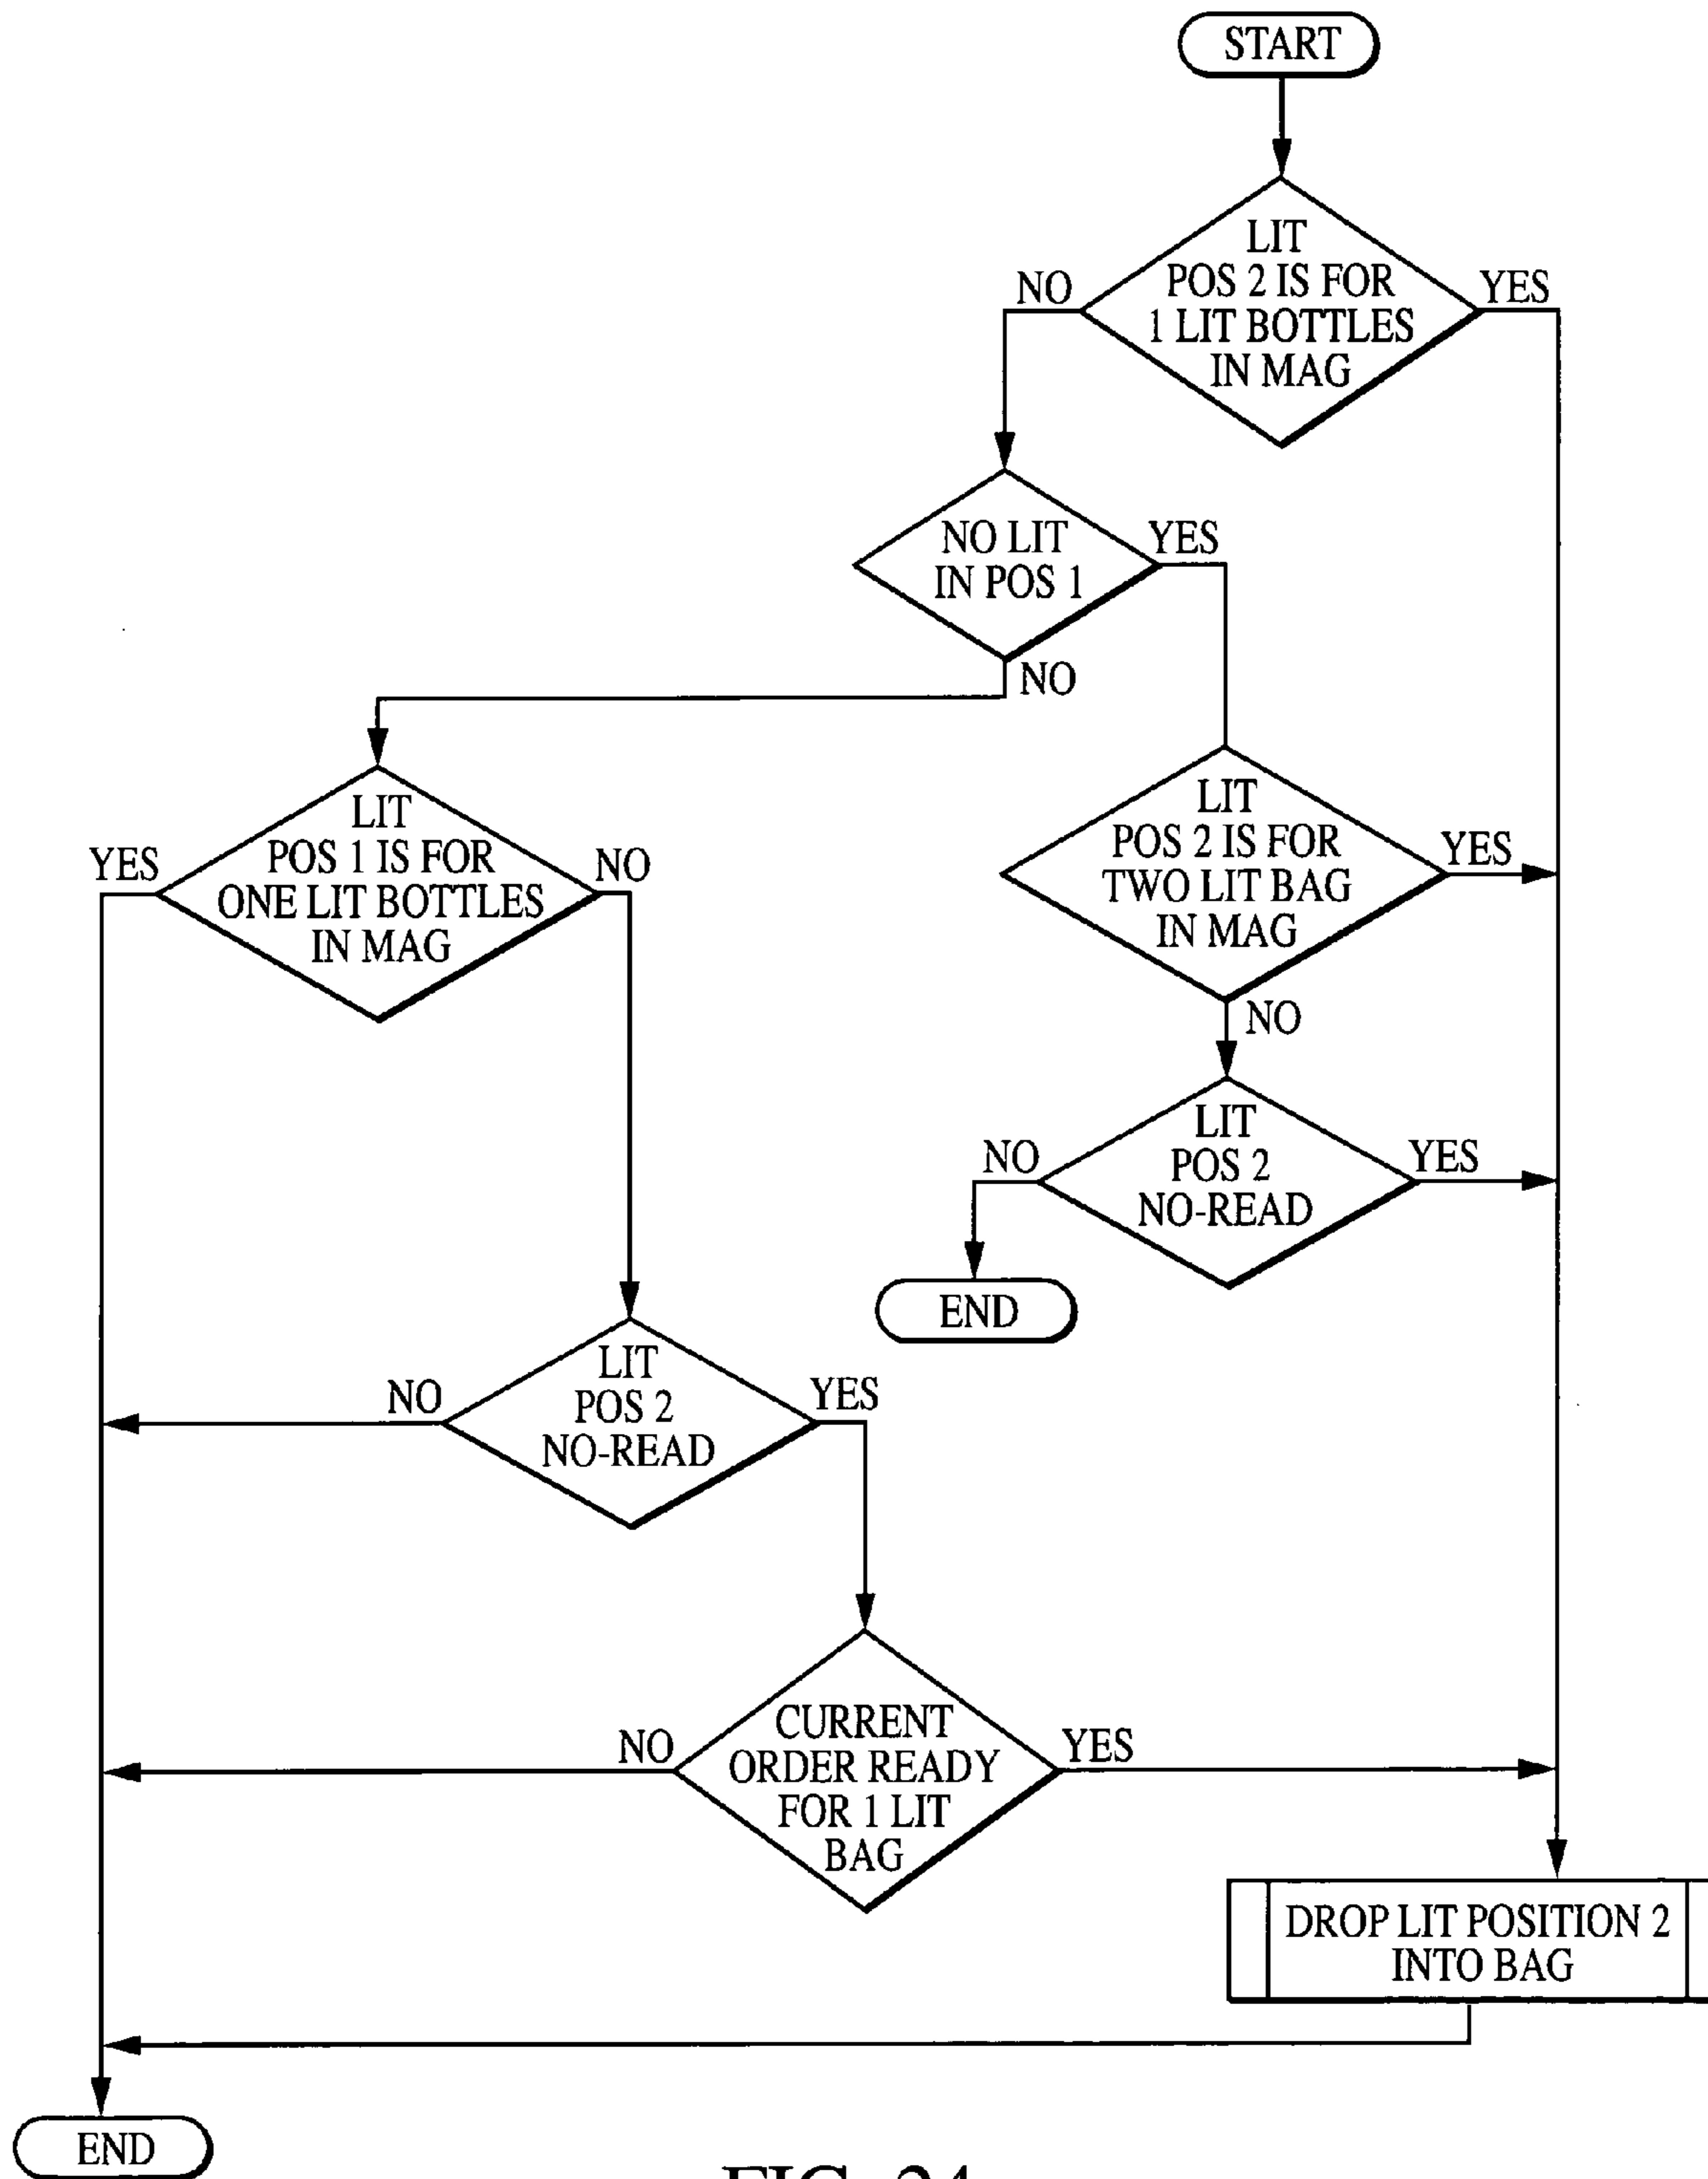 START
LIT
POS 2 IS FOR
1 LIT BOTTLES
IN MAG
NO
YES
NO LIT
IN POS 1
YES
NO
LIT
POS 1 IS FOR
ONE LIT BOTTLES
IN MAG
YES
NO
LIT
POS 2 IS FOR
TWO LIT BAG
IN MAG
YES
NO
LIT
POS 2
NO-READ
NO
YES
END
LIT
POS 2
NO-READ
NO
YES
CURRENT
ORDER READY
FOR 1 LIT
BAG
NO
YES
DROP LIT POSITION 2
INTO BAG
END